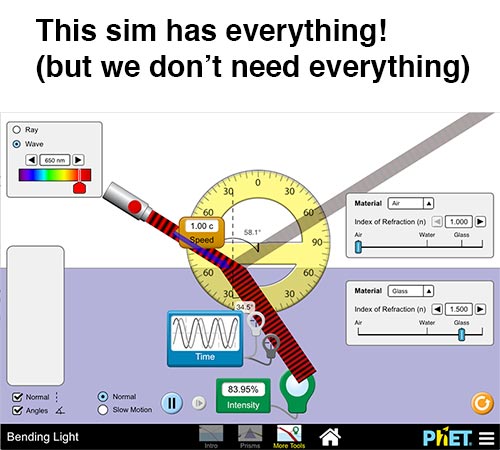 This sim has everything!
(but we don’t need everything)
Ray
Wave
650 nm
1.00 c
Speed
30 0 30
60 60
90
60 60
30 30
58.1°
34.5°
Material Air
Index of Refraction (n) 1.000
Air Water Glass
Material Glass
Index of Refraction (n) 1.500
Air Water Glass
Time
83.95%
Intensity
Normal
Angles
Normal
Slow Motion
Bending Light
Intro
Prisms
More Tools
PhET